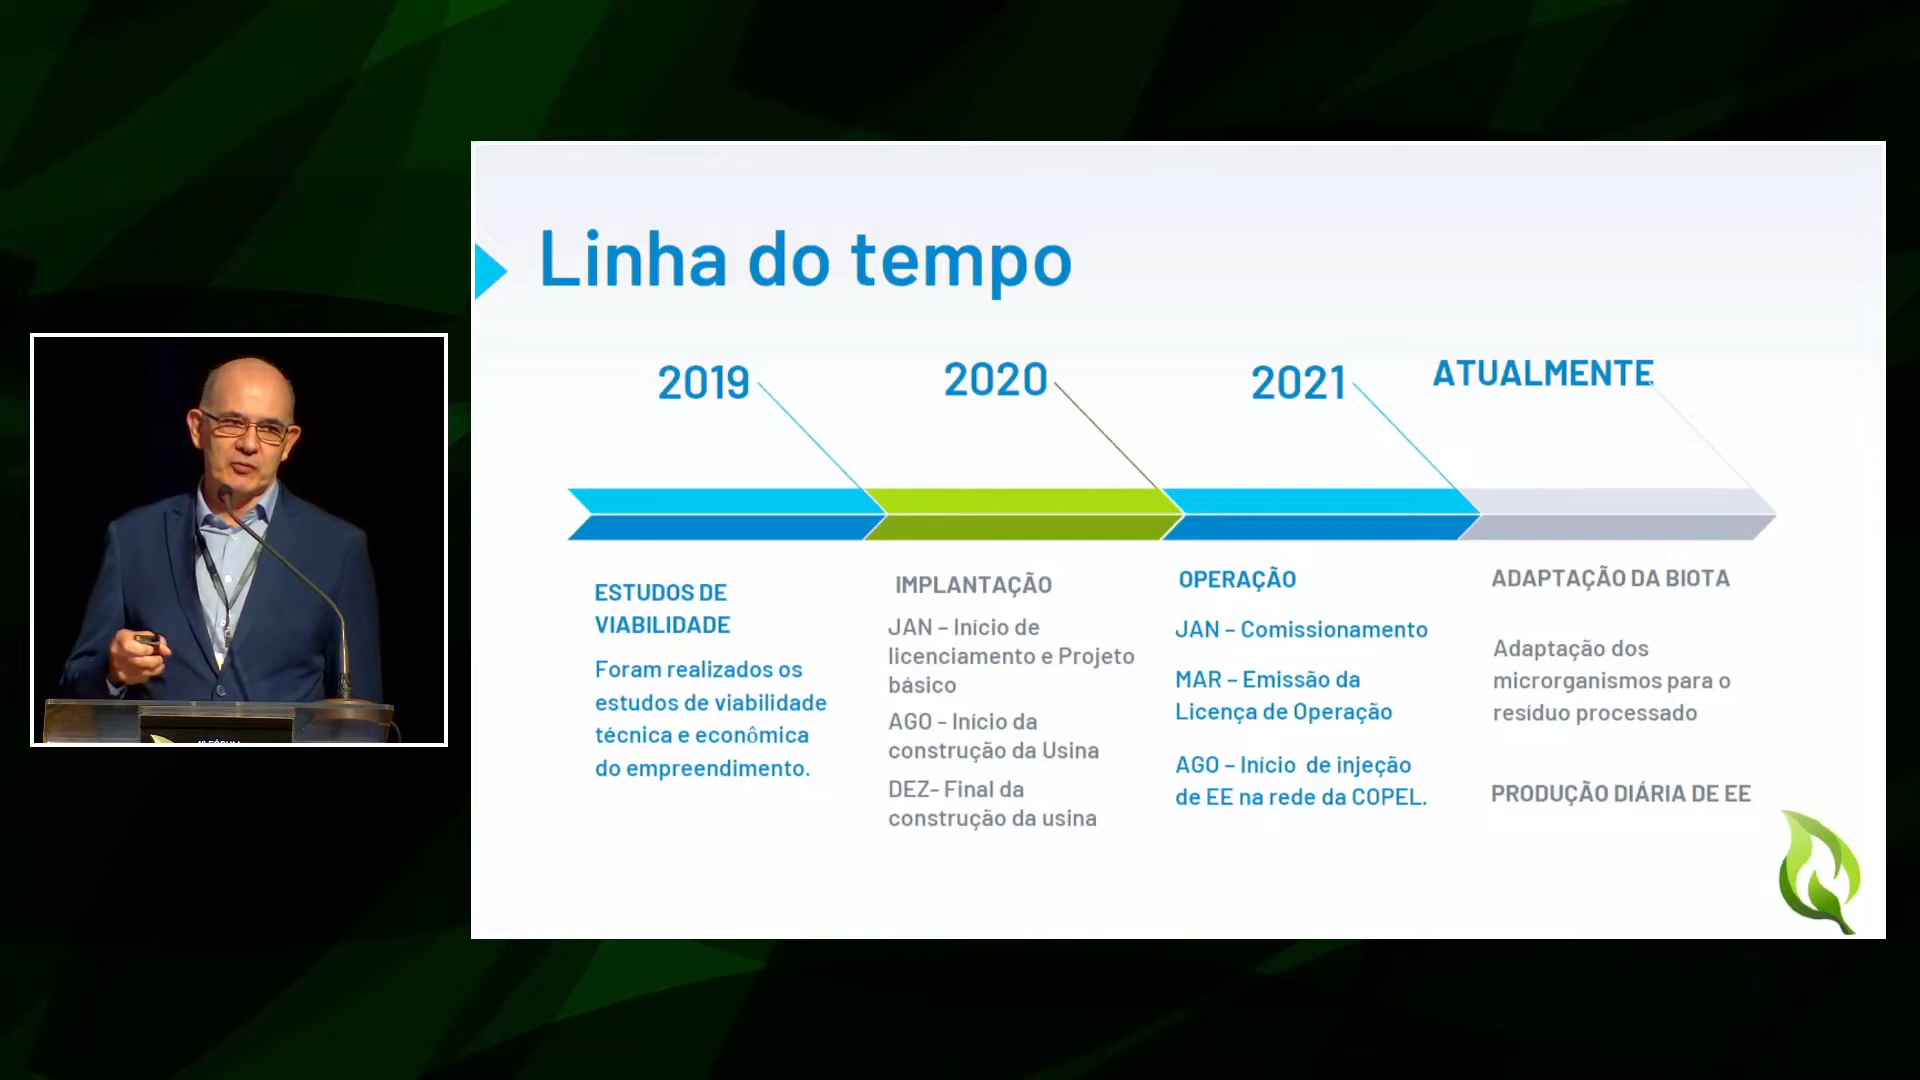 Linha do tempo
2019
2020
2021
ATUALMENTE
ESTUDOS DE
VIABILIDADE
Foram realizados os
estudos de viabilidade
técnica e econômica
do empreendimento.
IMPLANTAÇÃO
JAN – Início de
licenciamento e Projeto
básico
AGO - Início da
construção da Usina
DEZ- Final da
construção da usina
OPERAÇÃO
JAN – Comissionamento
MAR – Emissão da
Licença de Operação
AGO – Início de injeção
de EE na rede da COPEL.
ADAPTAÇÃO DA BIOTA
Adaptação dos
microrganismos para o
resíduo processado
PRODUÇÃO DIÁRIA DE EE